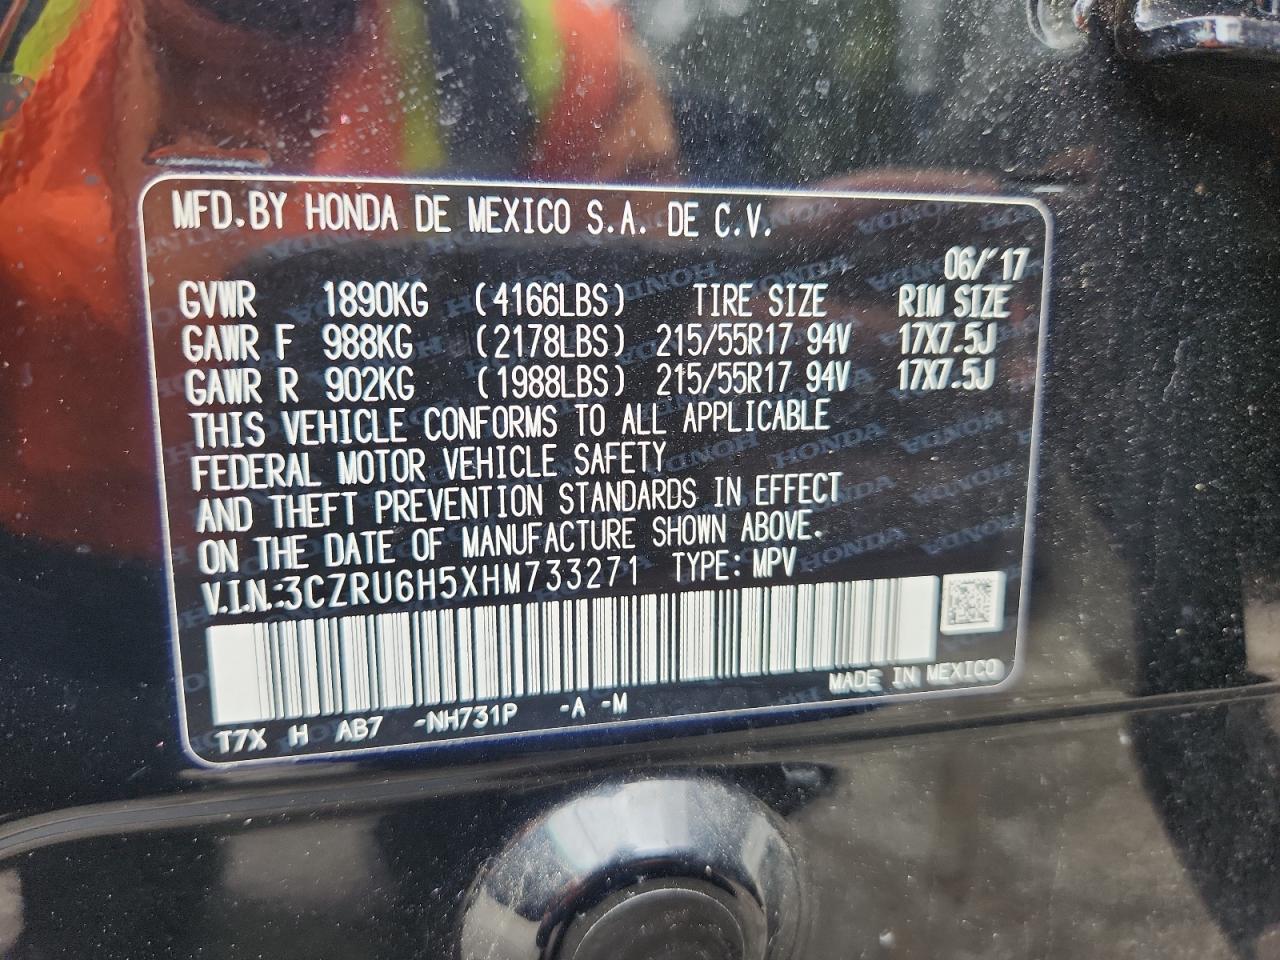 MFD.BY HONDA DE MEXICO S.A. DE C.V.
06/'17
GVWR 1890KG (4166LBS) TIRE SIZE RIM SIZE
GAWR F 988KG (2178LBS) 215/55R17 94V 17X7.5J
GAWR R 902KG (1988LBS) 215/55R17 94V 17X7.5J
THIS VEHICLE CONFORMS TO ALL APPLICABLE
FEDERAL MOTOR VEHICLE SAFETY
AND THEFT PREVENTION STANDARDS IN EFFECT
ON THE DATE OF MANUFACTURE SHOWN ABOVE.
V.I.N.:3CZRU6H5XHM733271 TYPE: MPV
MADE IN MEXICO
T7X H AB7 -NH731P -A -M